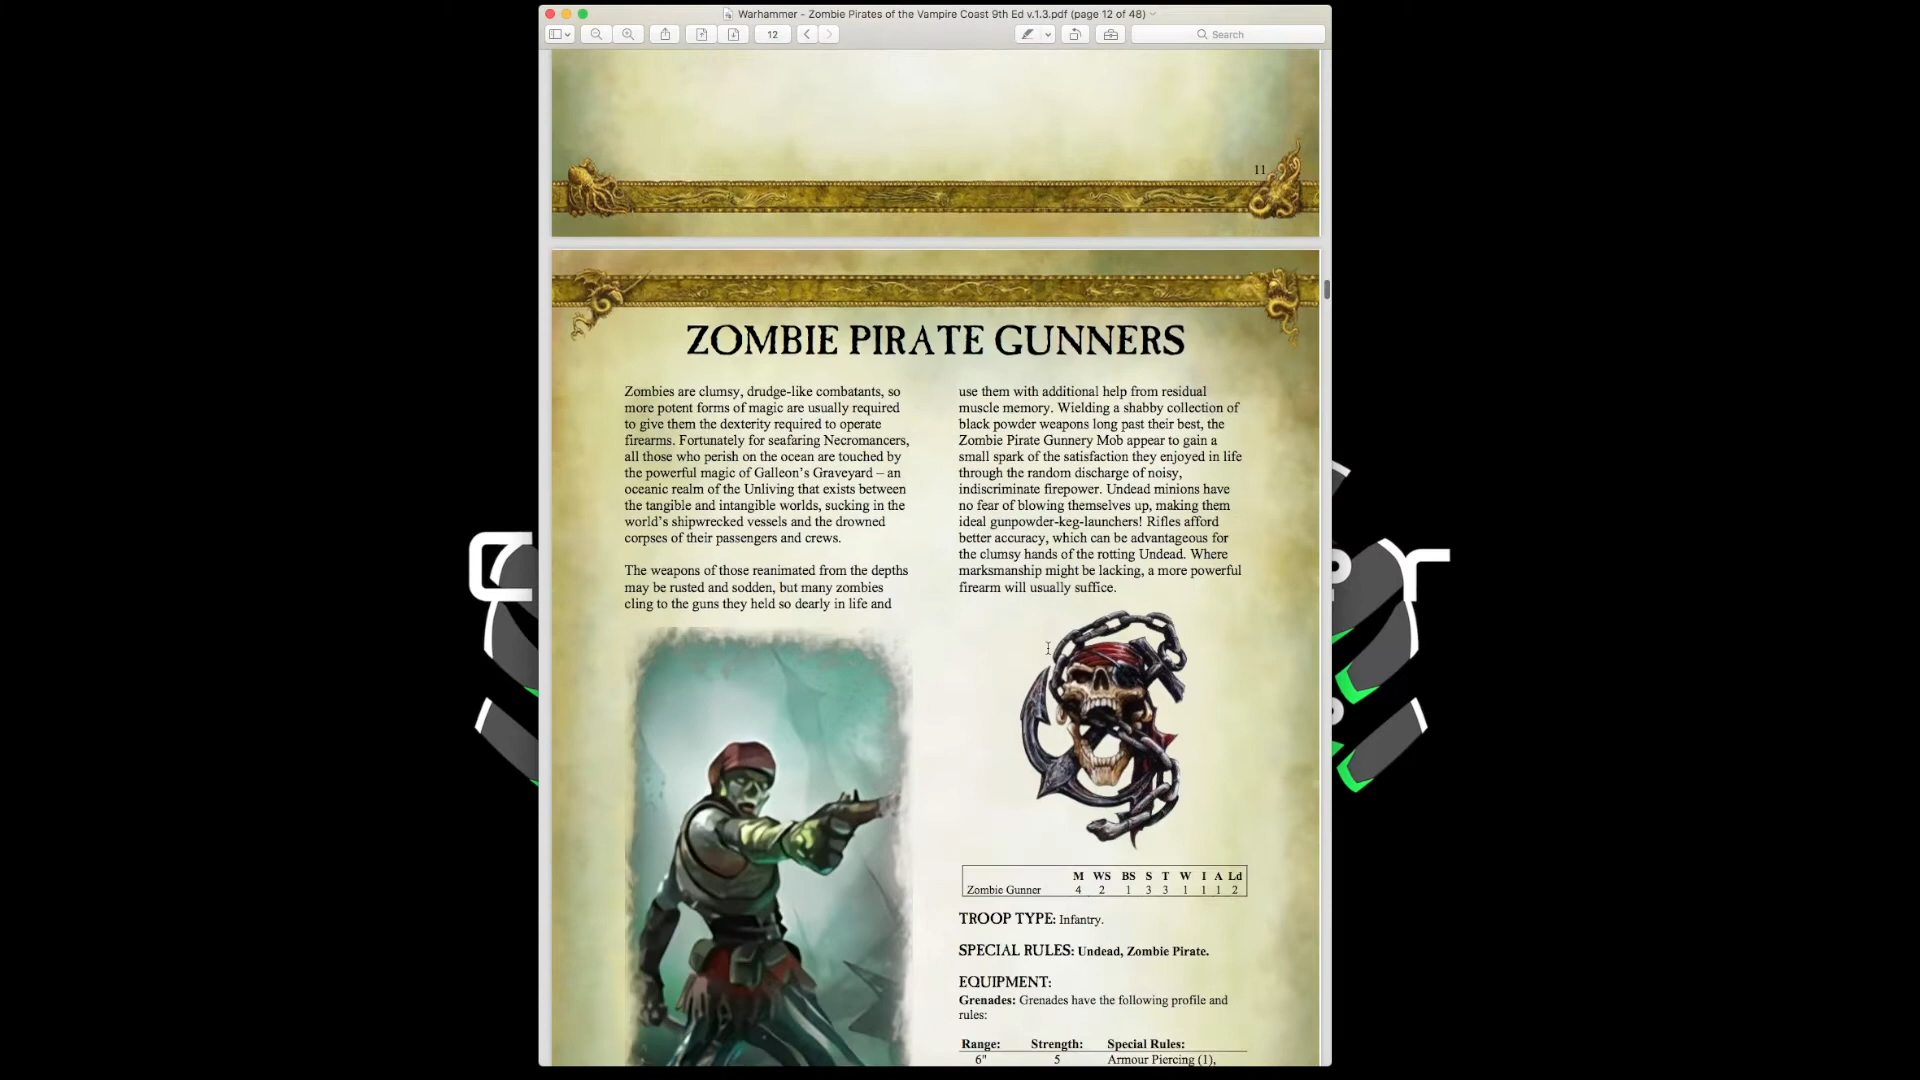 Warhammer - Zombie Pirates of the Vampire Coast 9th Ed v.1.3.pdf (page 12 of 48)
12
Search
11
ZOMBIE PIRATE GUNNERS
Zombies are clumsy, drudge-like combatants, so
more potent forms of magic are usually required
to give them the dexterity required to operate
firearms. Fortunately for seafaring Necromancers,
all those who perish on the ocean are touched by
the powerful magic of Galleon's Graveyard – an
oceanic realm of the Unliving that exists between
the tangible and intangible worlds, sucking in the
world's shipwrecked vessels and the drowned
corpses of their passengers and crews.
The weapons of those reanimated from the depths
may be rusted and sodden, but many zombies
cling to the guns they held so dearly in life and
use them with additional help from residual
muscle memory. Wielding a shabby collection of
black powder weapons long past their best, the
Zombie Pirate Gunnery Mob appear to gain a
small spark of the satisfaction they enjoyed in life
through the random discharge of noisy,
indiscriminate firepower. Undead minions have
no fear of blowing themselves up, making them
ideal gunpowder-keg-launchers! Rifles afford
better accuracy, which can be advantageous for
the clumsy hands of the rotting Undead. Where
marksmanship might be lacking, a more powerful
firearm will usually suffice.
M WS BS S T W I A Ld
Zombie Gunner 4 2 1 3 3 1 1 1 2
TROOP TYPE: Infantry.
SPECIAL RULES: Undead, Zombie Pirate.
EQUIPMENT:
Grenades: Grenades have the following profile and
rules:
Range: Strength: Special Rules:
6" 5 Armour Piercing (1),